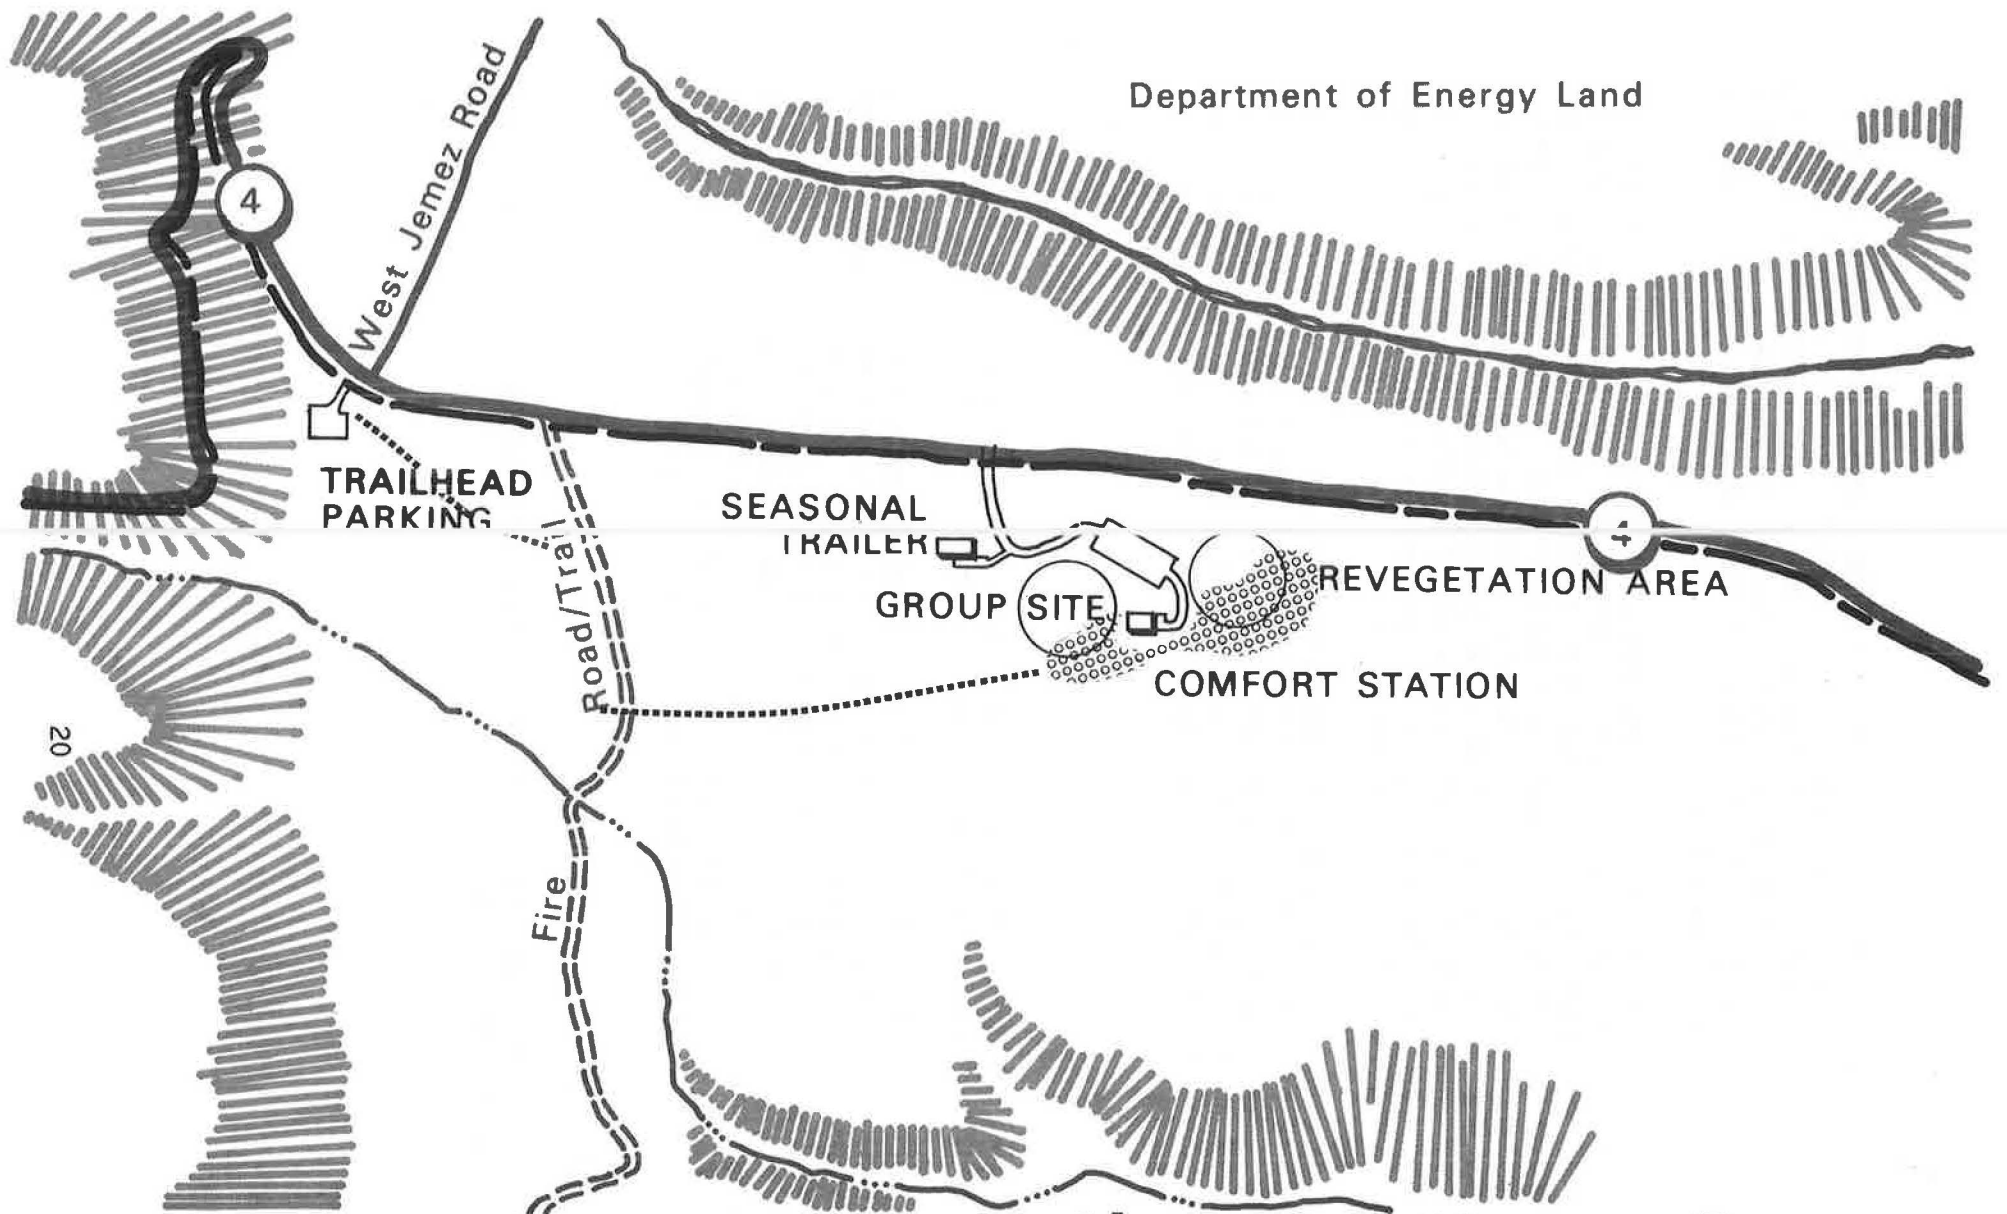 Department of Energy Land
West Jemez Road
4
TRAILHEAD
PARKING
SEASONAL
TRAILER
4
REVEGETATION AREA
GROUP SITE
Road/Trail
COMFORT STATION
20
Fire